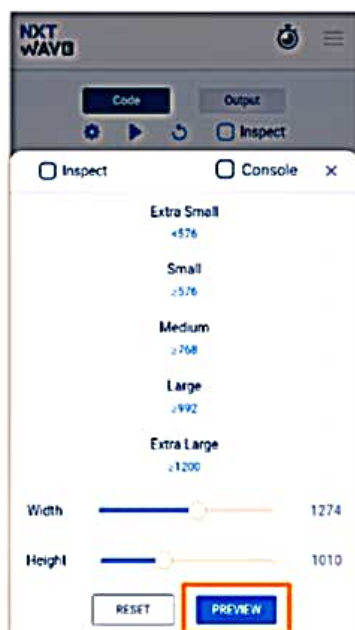 NXT
WAVE
Code Output
Inspect
Inspect Console ×
Extra Small
<576
Small
≥576
Medium
≥768
Large
≥992
Extra Large
≥1200
Width 1274
Height 1010
RESET PREVIEW